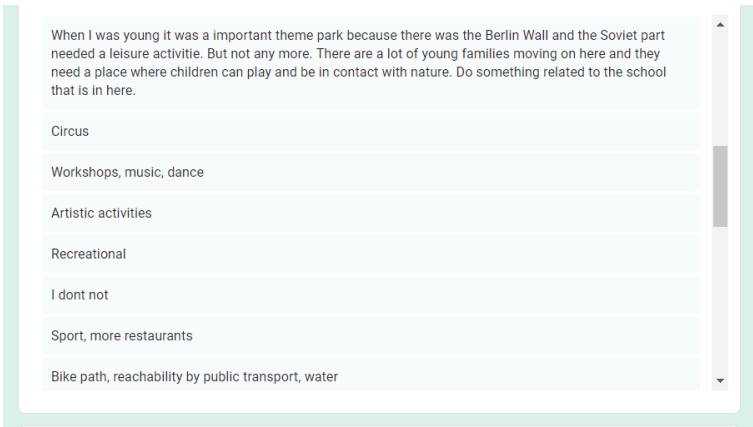 When I was young it was a important theme park because there was the Berlin Wall and the Soviet part
needed a leisure activitie. But not any more. There are a lot of young families moving on here and they
need a place where children can play and be in contact with nature. Do something related to the school
that is in here.
Circus
Workshops, music, dance
Artistic activities
Recreational
I dont not
Sport, more restaurants
Bike path, reachability by public transport, water